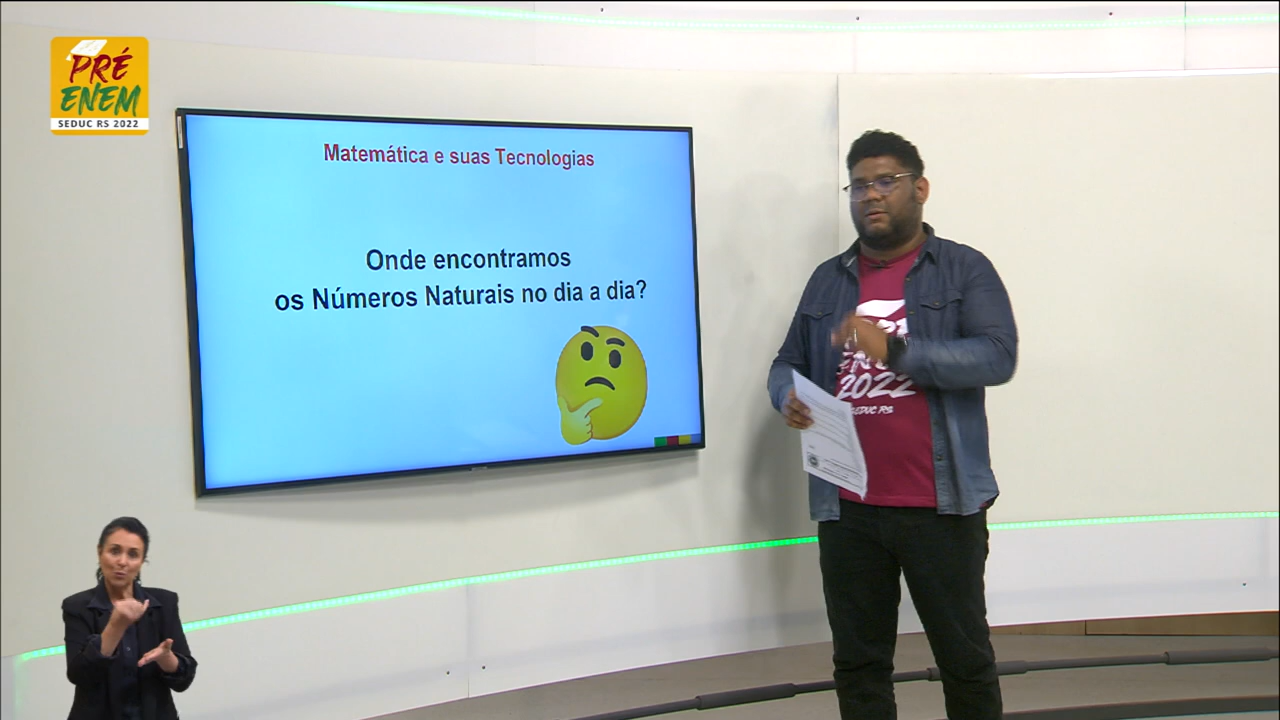 PRÉ
ENEM
SEDUC RS 2022
Matemática e suas Tecnologias
Onde encontramos
os Números Naturais no dia a dia?
2022
SEDUC RS